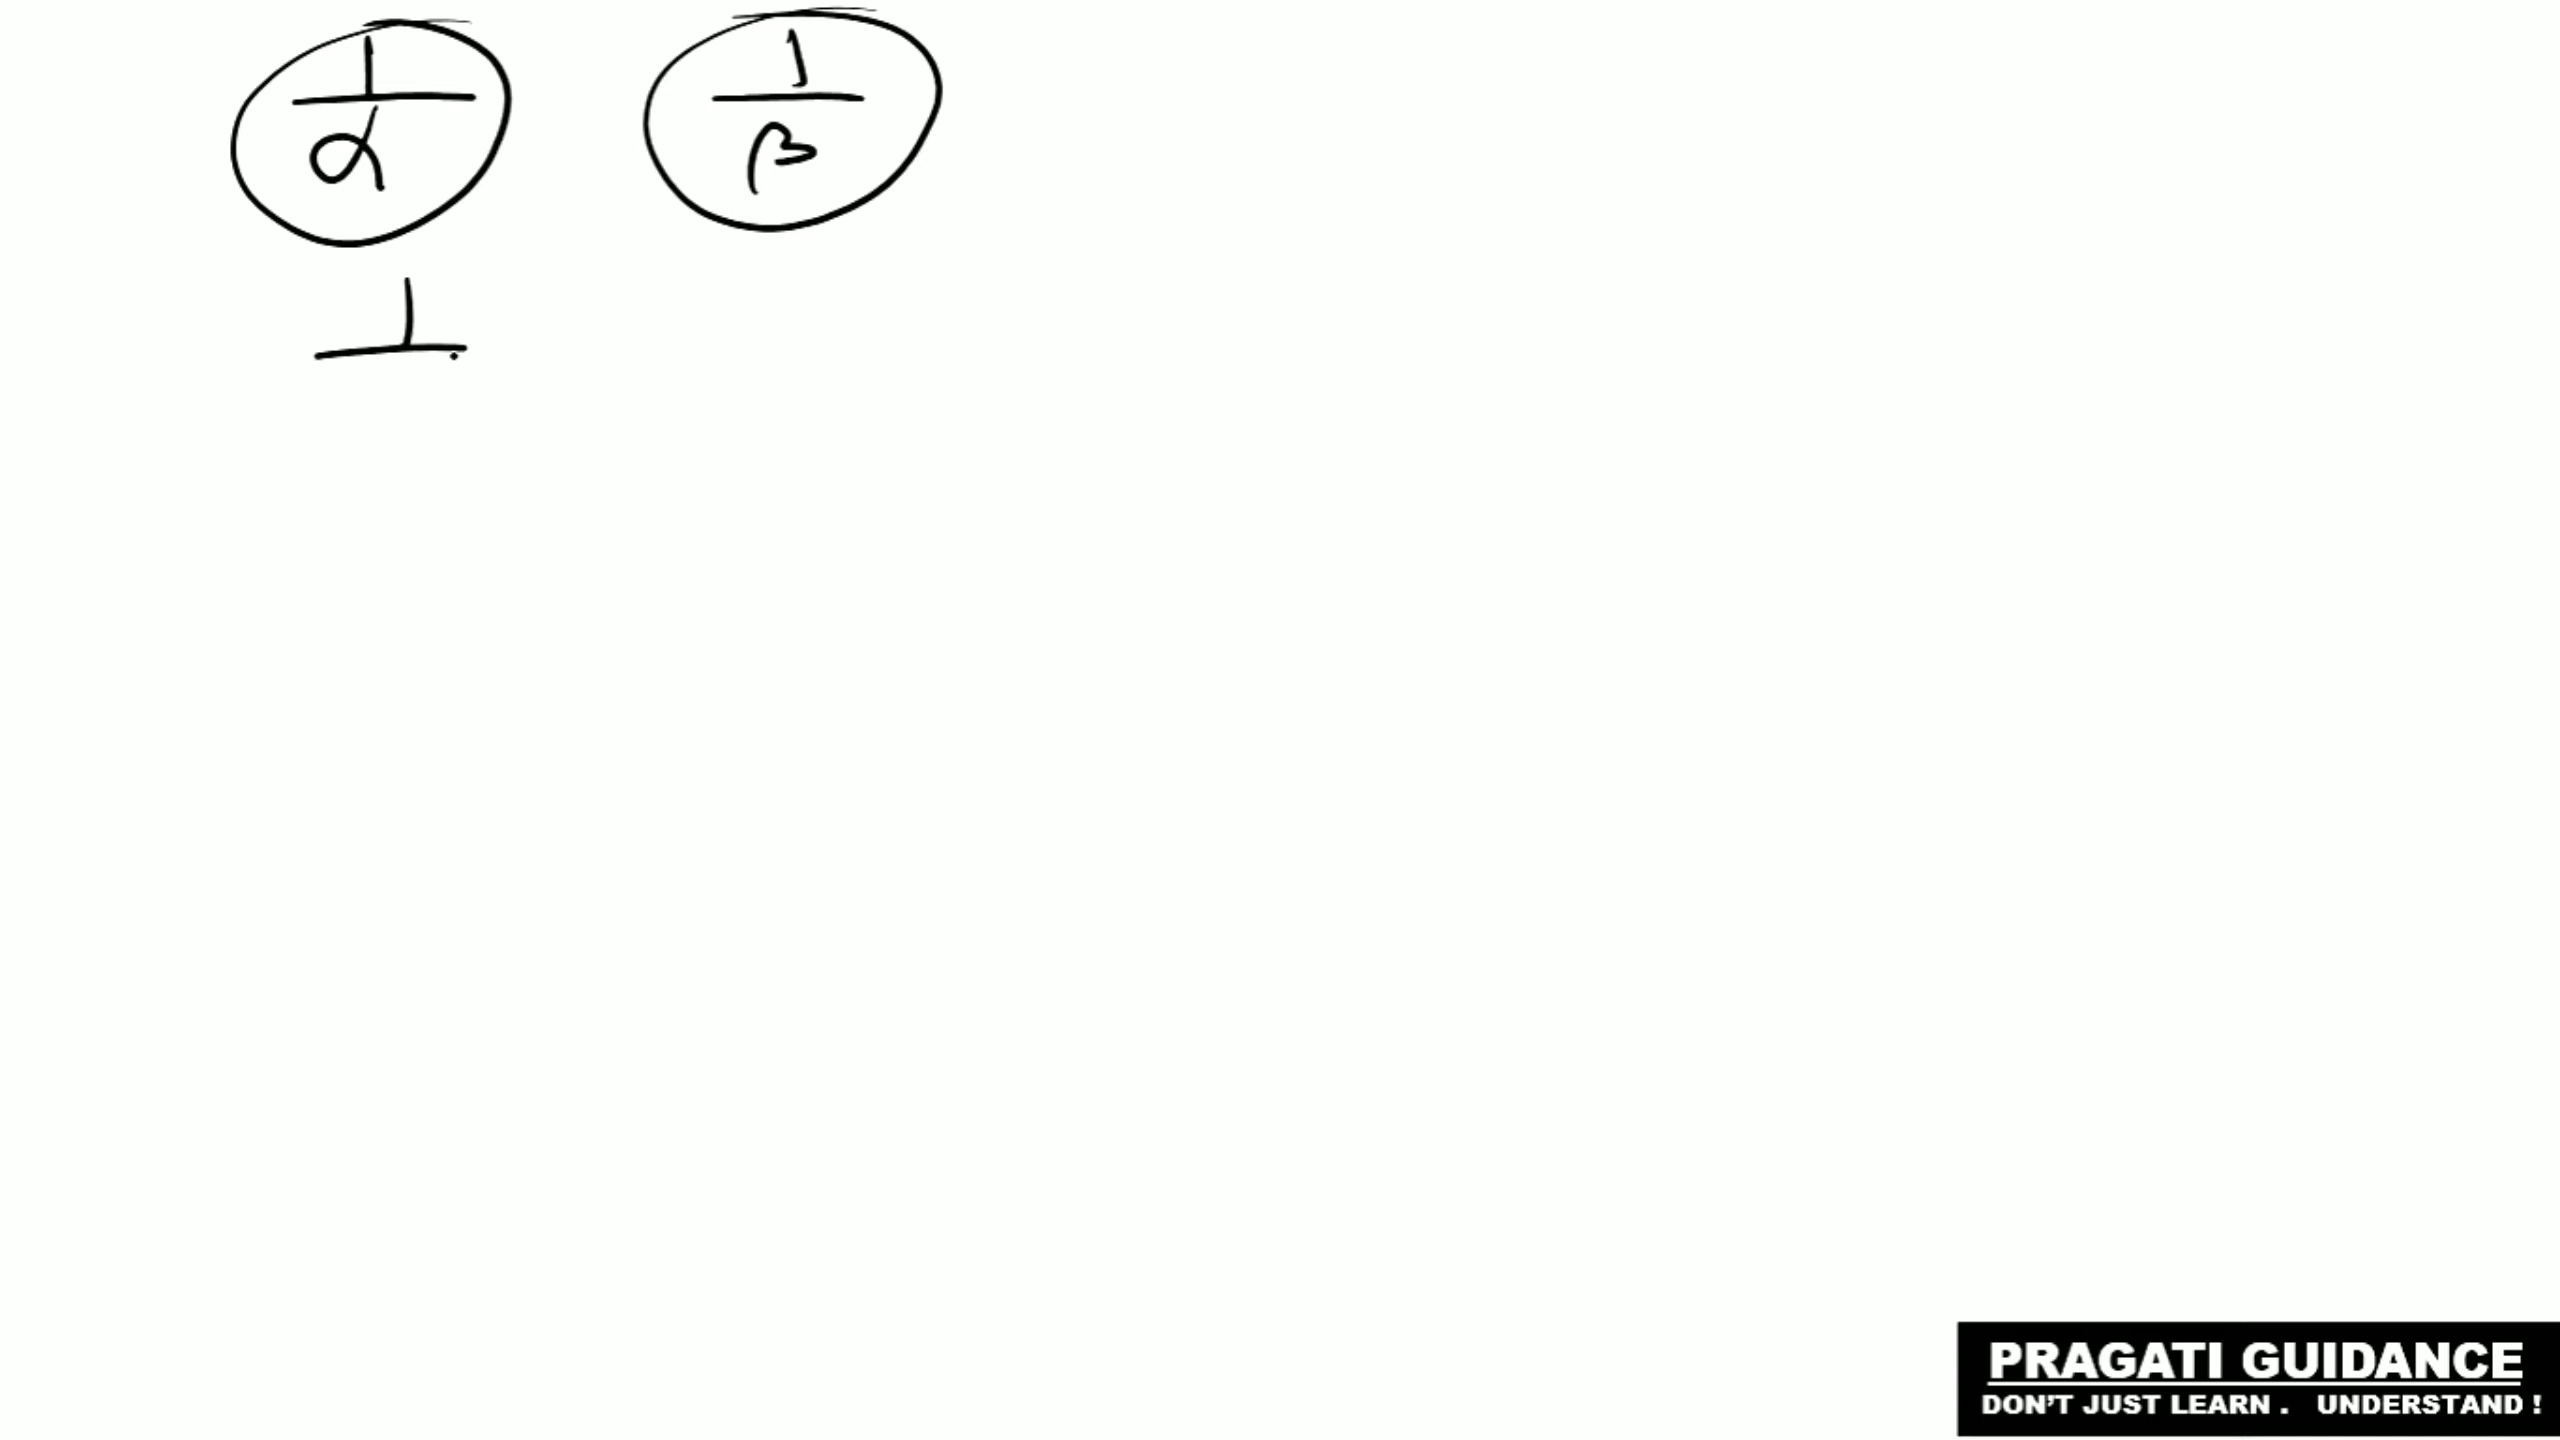 1/α 1/β
1
PRAGATI GUIDANCE
DON'T JUST LEARN . UNDERSTAND !